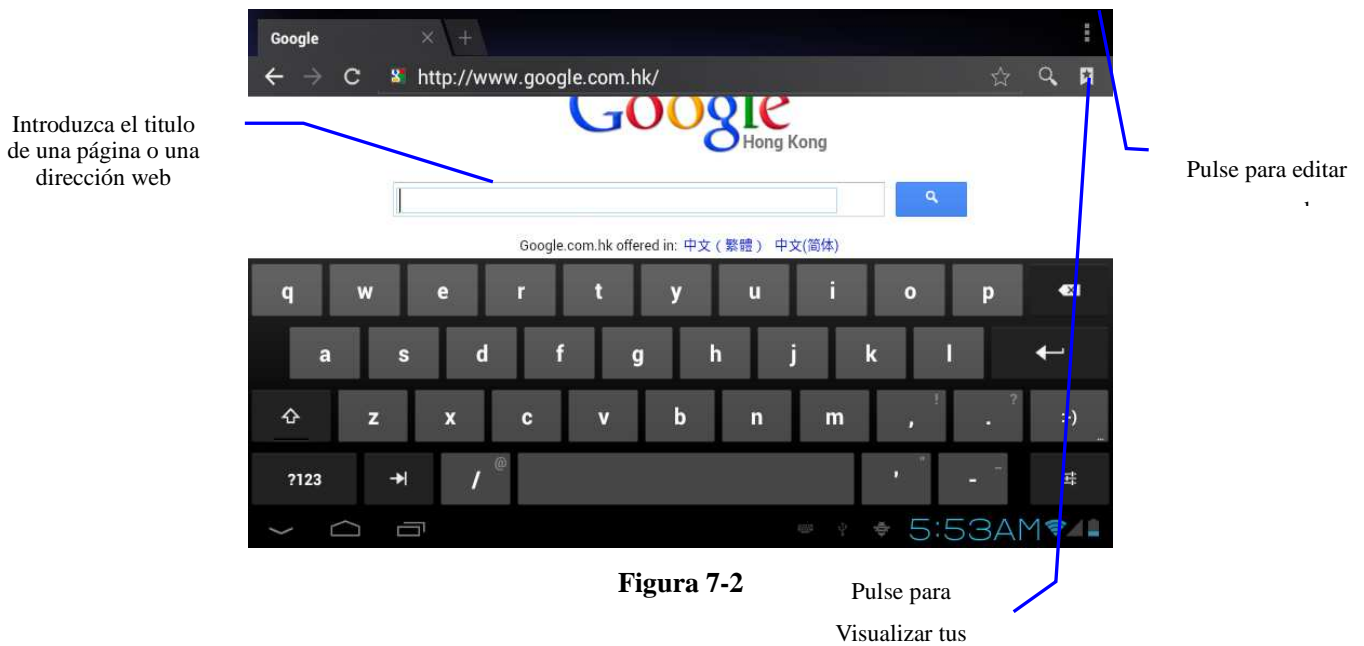 Google
http://www.google.com.hk/
Google
Hong Kong
Introduzca el titulo
de una página o una
dirección web
Pulse para editar
Google.com.hk offered in: 中文 ( 繁體 ) 中文(简体)
q w e r t y u i o p
a s d f g h j k l
z x c v b n m , ! . ? :-) ...
?123 / @ ' " - _
5:53AM
Figura 7-2
Pulse para
Visualizar tus